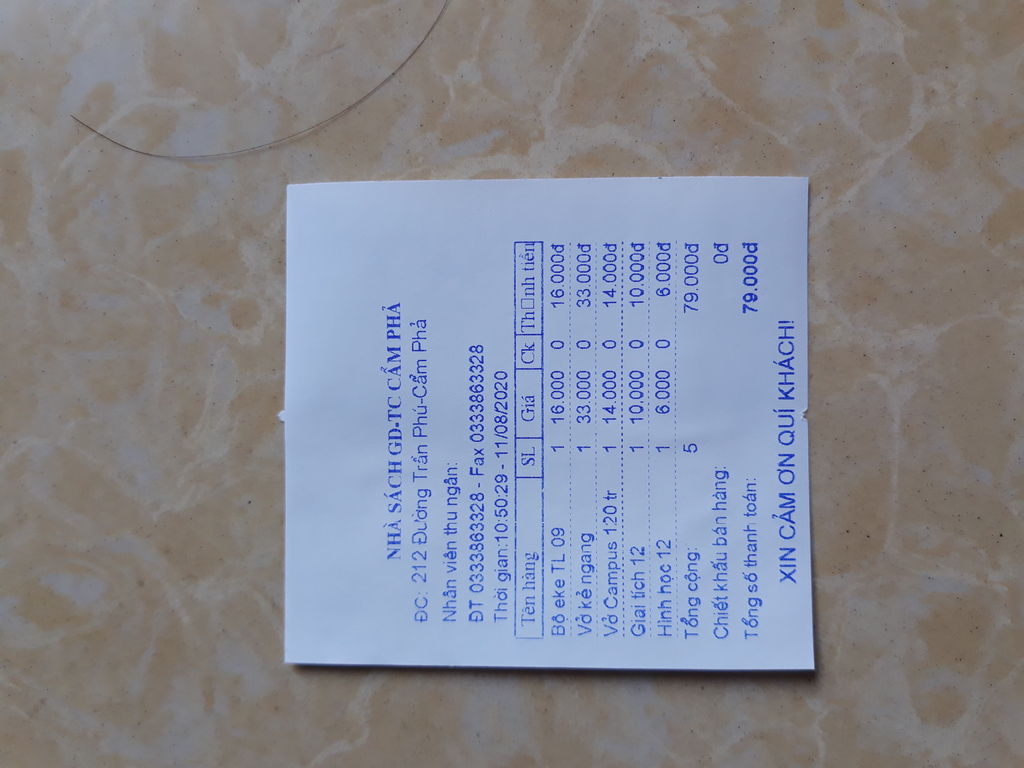 NHÀ SÁCH GD-TC CẨM PHẢ
ĐC: 212 Đường Trần Phú-Cẩm Phả
Nhân viên thu ngân:
ĐT 0333863328 - Fax 0333863328
Thời gian:10:50:29 - 11/08/2020
Tên hàng SL Giá Ck Th□nh tiền
Bộ eke TL 09 1 16.000 0 16.000đ
Vở kẻ ngang 1 33.000 0 33.000đ
Vở Campus 120 tr 1 14.000 0 14.000đ
Giai tích 12 1 10.000 0 10.000đ
Hình học 12 1 6.000 0 6.000đ
Tổng cộng: 5 79.000đ
Chiết khấu bán hàng: 0đ
Tổng số thanh toán: 79.000đ
XIN CẢM ƠN QUÍ KHÁCH!